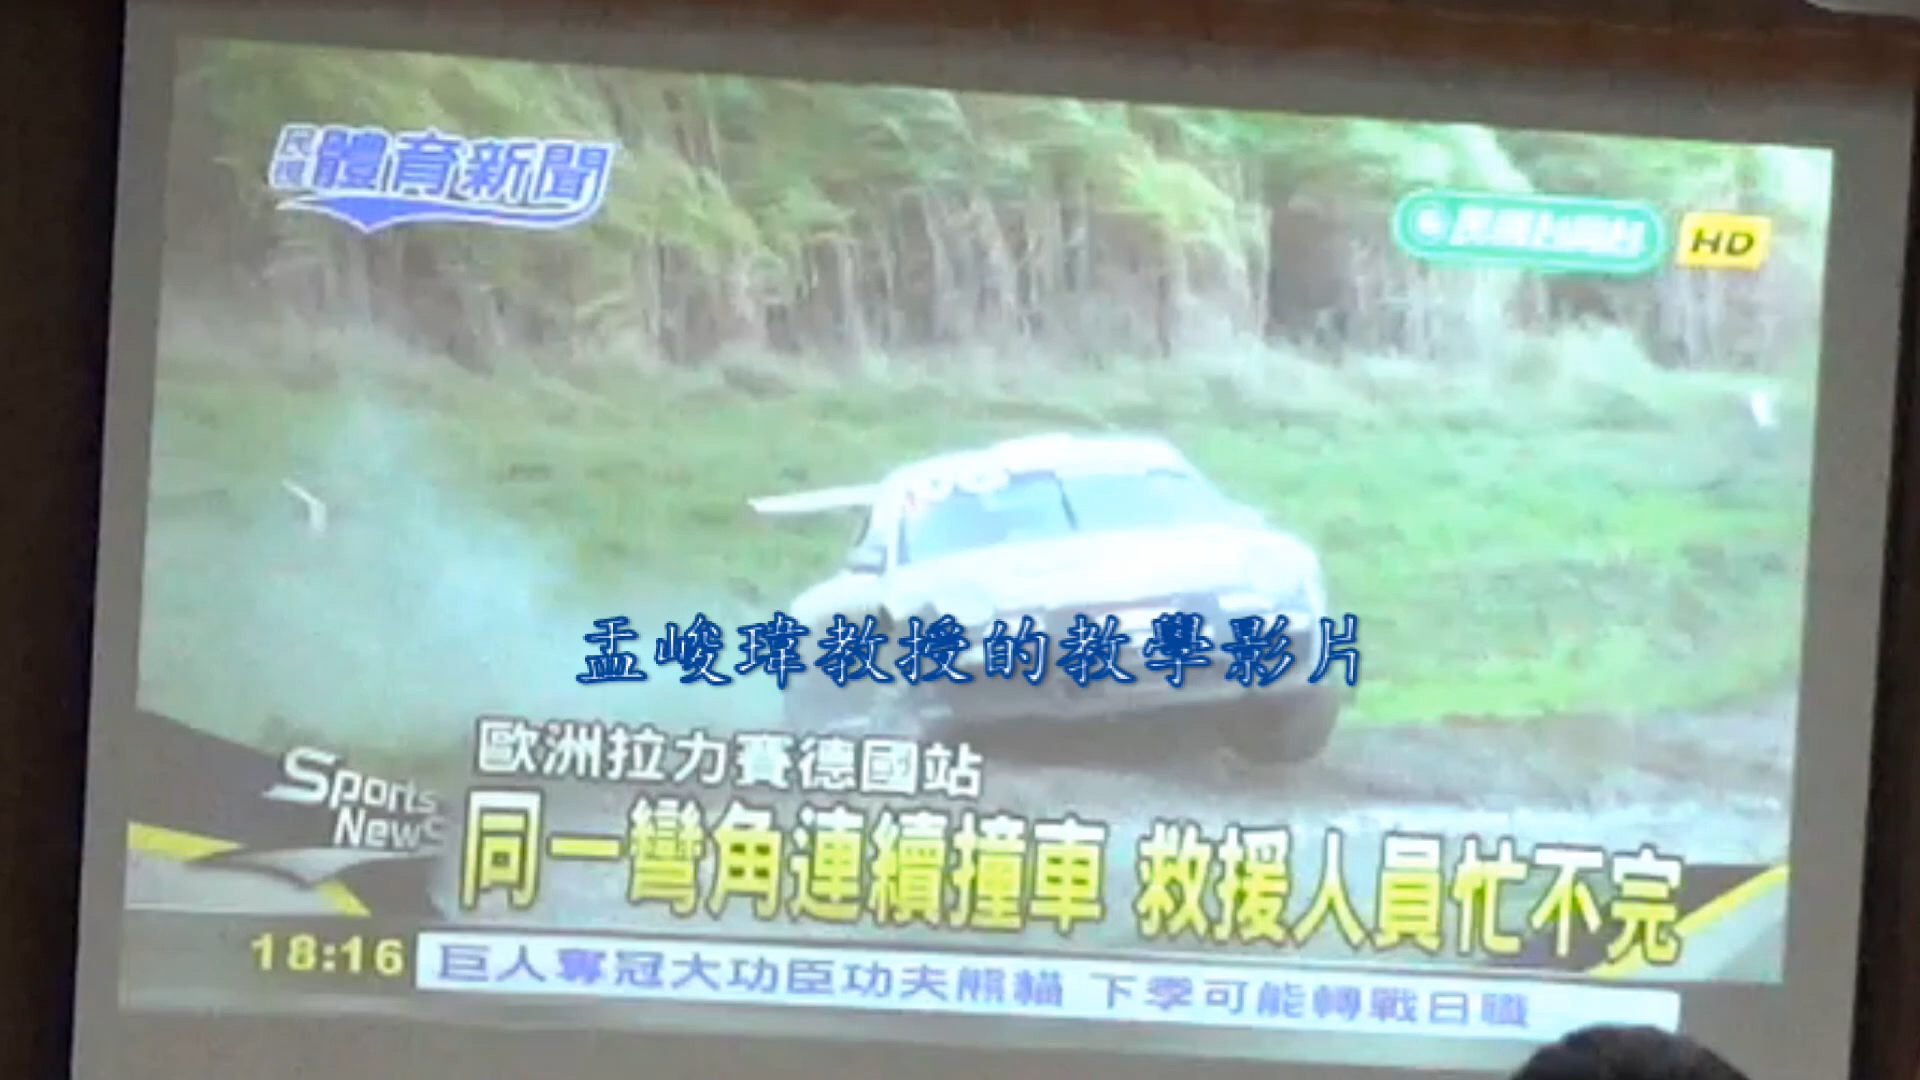 民視體育新聞
HD
孟峻瑋教授的教學影片
歐洲拉力賽德國站
Sports News
同一彎角連續撞車 救援人員忙不完
18:16
巨人奪冠大功臣功夫熊貓 下季可能轉戰日職